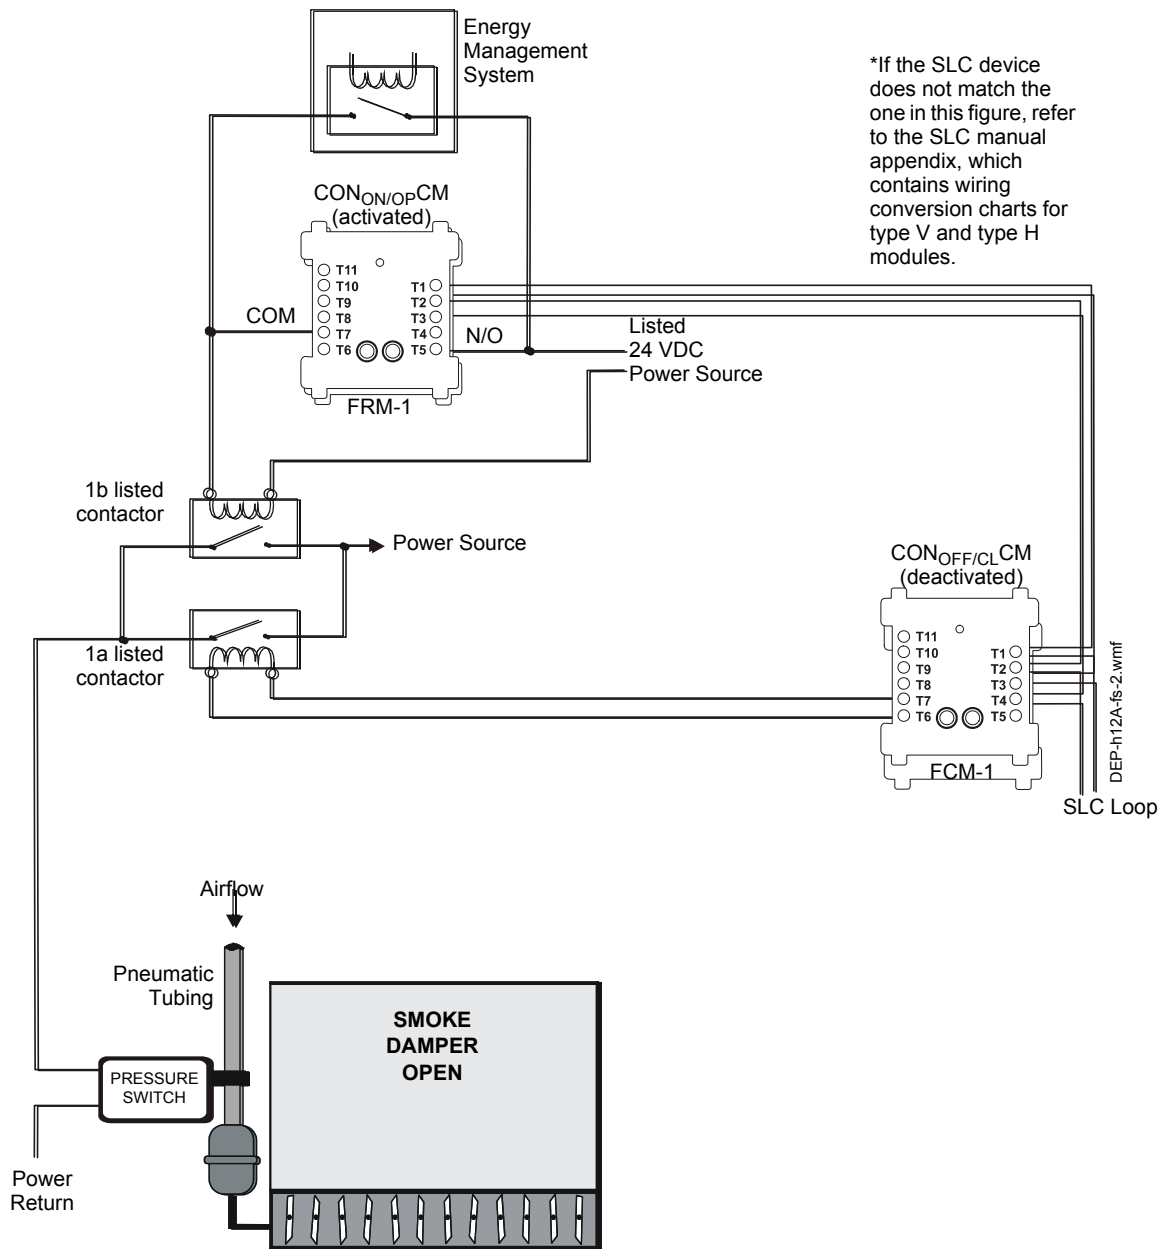 Energy
Management
System
*If the SLC device
does not match the
one in this figure, refer
to the SLC manual
appendix, which
contains wiring
conversion charts for
type V and type H
modules.
CONON/OPCM
(activated)
T11
T10
T9
T8
T7
T6
T1
T2
T3
T4
T5
COM
N/O
FRM-1
Listed
24 VDC
Power Source
1b listed
contactor
Power Source
1a listed
contactor
CONOFF/CLCM
(deactivated)
T11
T10
T9
T8
T7
T6
T1
T2
T3
T4
T5
FCM-1
DEP-h12A-fs-2.wmf
SLC Loop
Airflow
Pneumatic
Tubing
SMOKE
DAMPER
OPEN
PRESSURE
SWITCH
Power
Return